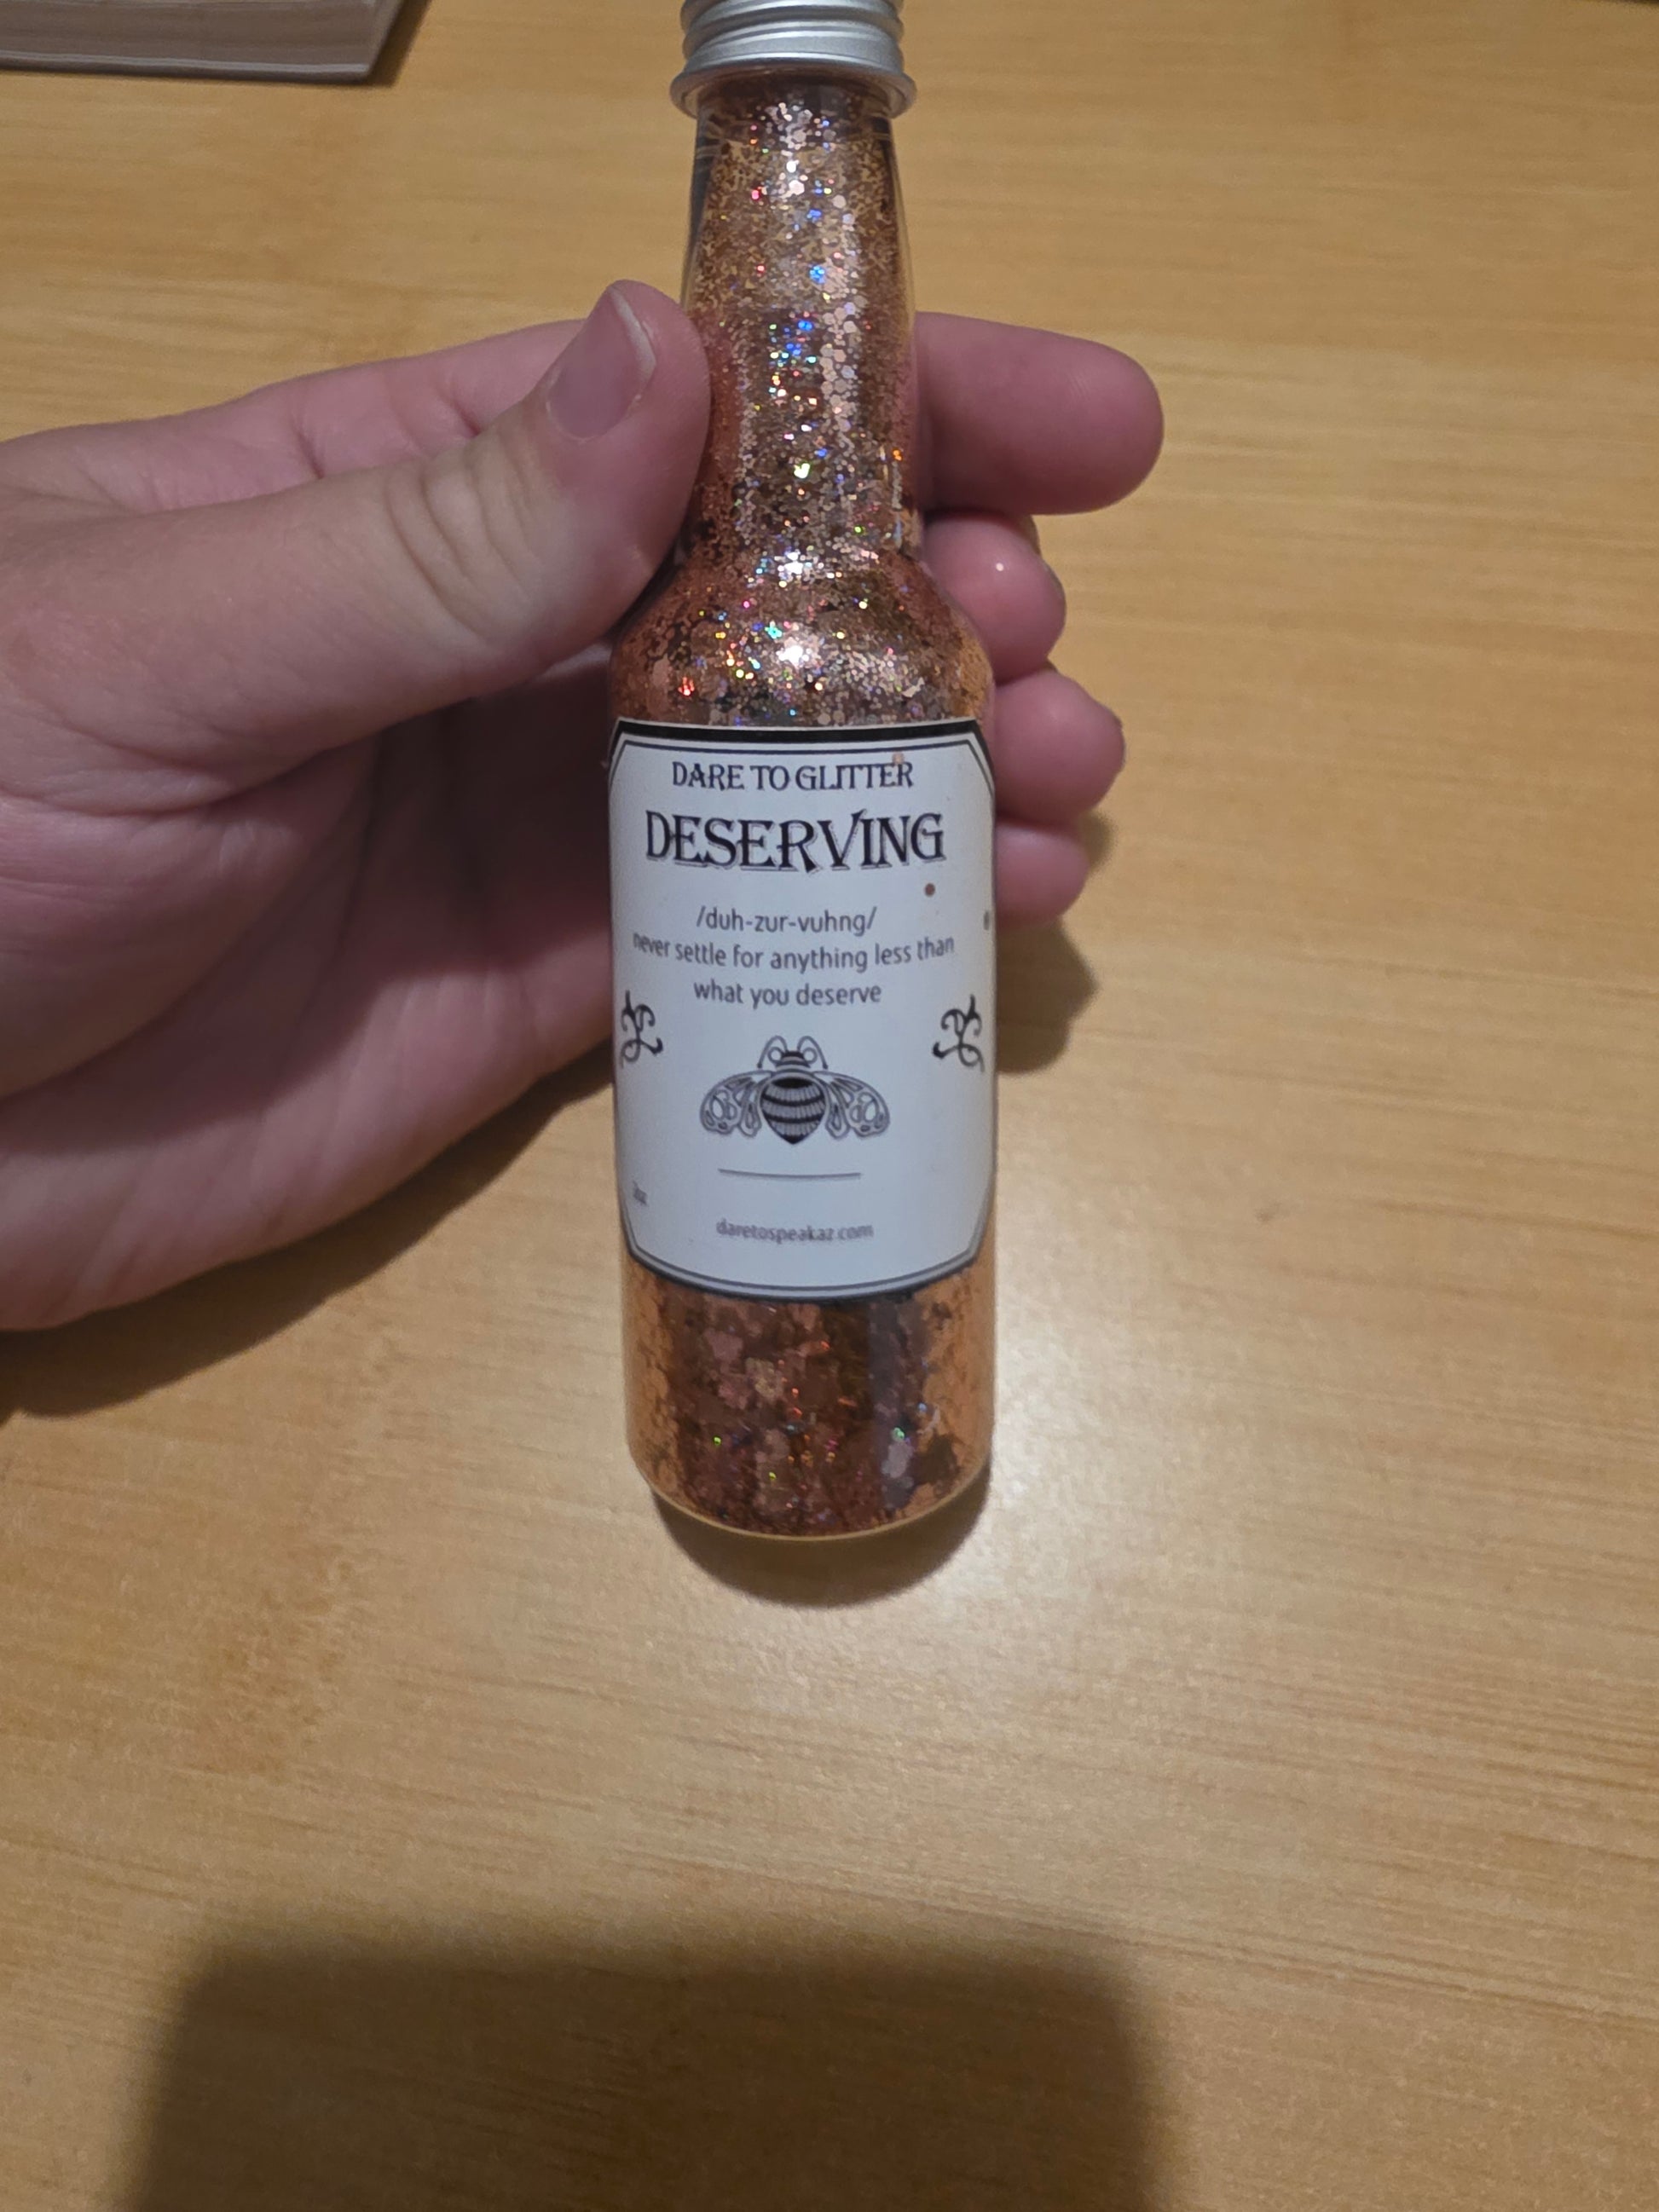 DARE TO GLITTER
DESERVING
/duh-zur-vuhng/
never settle for anything less than
what you deserve
daretospeakaz.com